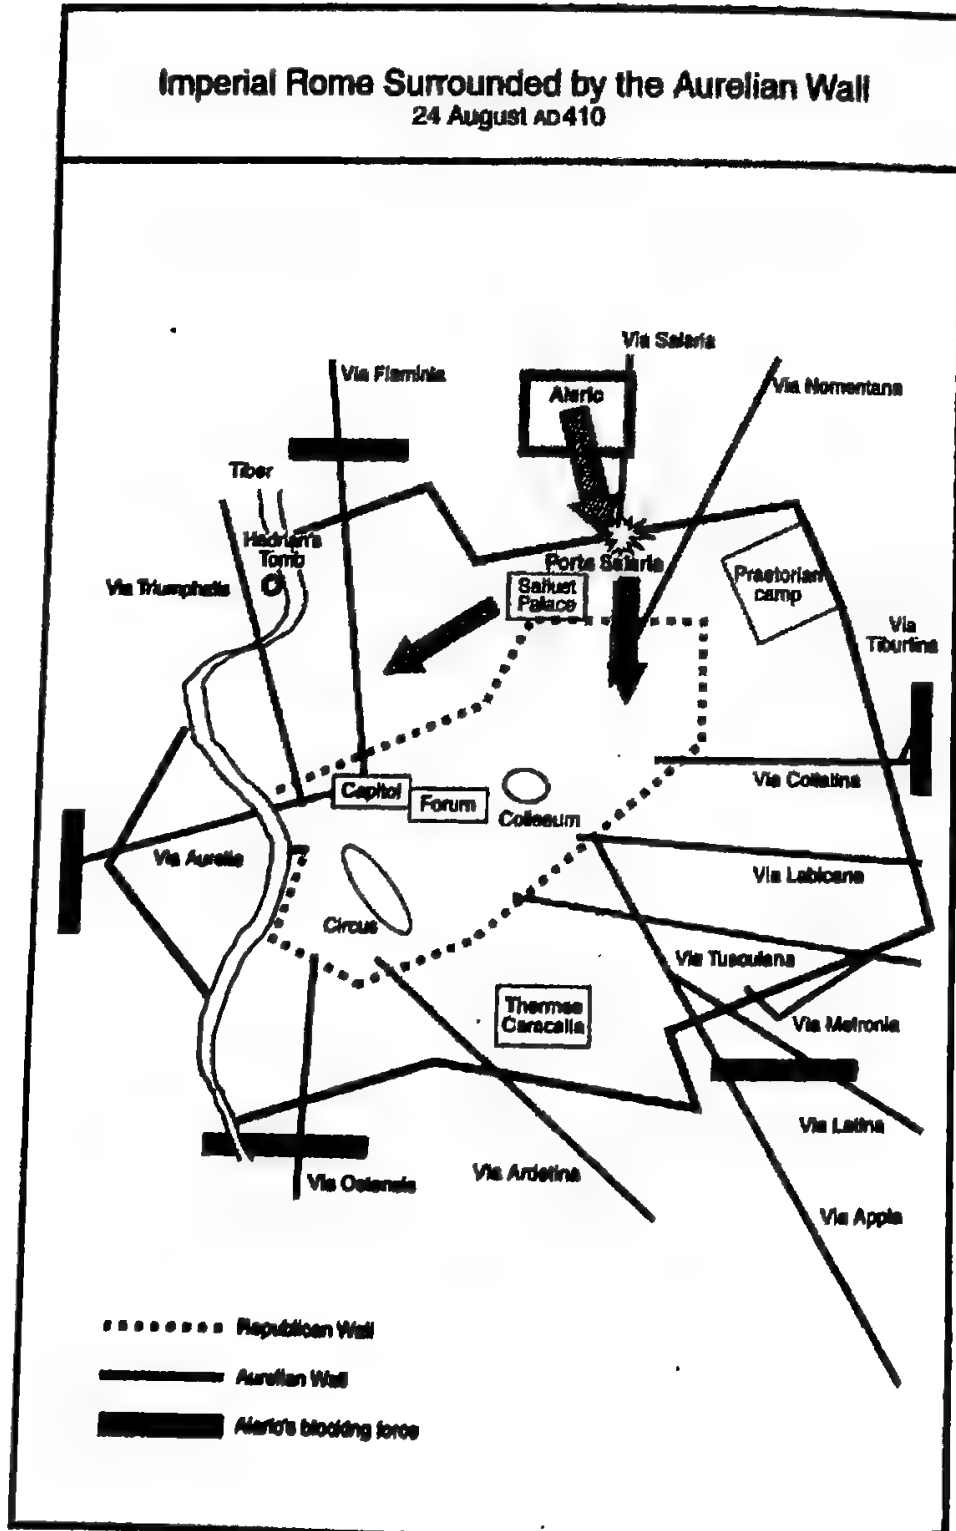 Imperial Rome Surrounded by the Aurelian Wall
24 August AD410
Via Salaria
Via Flaminia
Alaric
Via Nomentana
Tiber
Hadrian's
Tomb
Porta Salaria
Via Triumphalis
Sallust
Palace
Praetorian
camp
Via
Tiburtina
Via Collatina
Capitol
Forum
Coliseum
Via Aurelia
Via Labicana
Circus
Via Tusculana
Thermae
Caracalla
Via Metronia
Via Latina
Via Ostensis
Via Ardetina
Via Appia
Republican Wall
Aurelian Wall
Alaric's blocking force